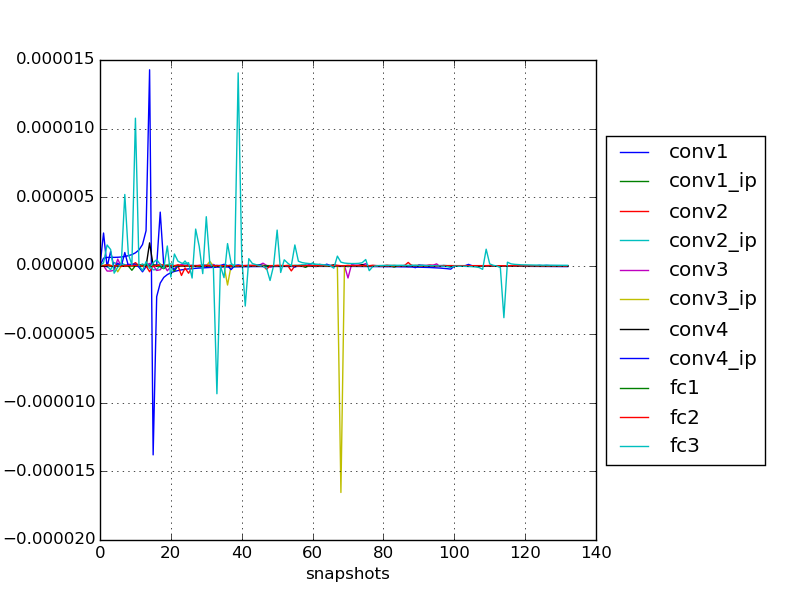 0.000015
0.000010
0.000005
0.000000
−0.000005
−0.000010
−0.000015
−0.000020
0 20 40 60 80 100 120 140
snapshots
conv1
conv1_ip
conv2
conv2_ip
conv3
conv3_ip
conv4
conv4_ip
fc1
fc2
fc3